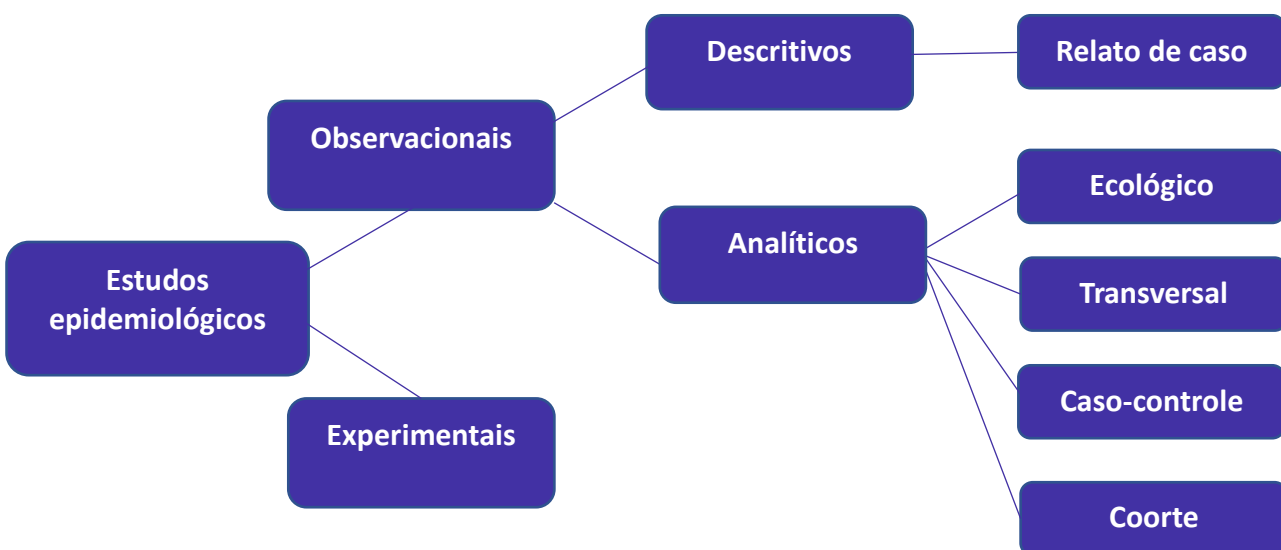 Descritivos
Relato de caso
Observacionais
Ecológico
Analíticos
Estudos
epidemiológicos
Transversal
Caso-controle
Experimentais
Coorte